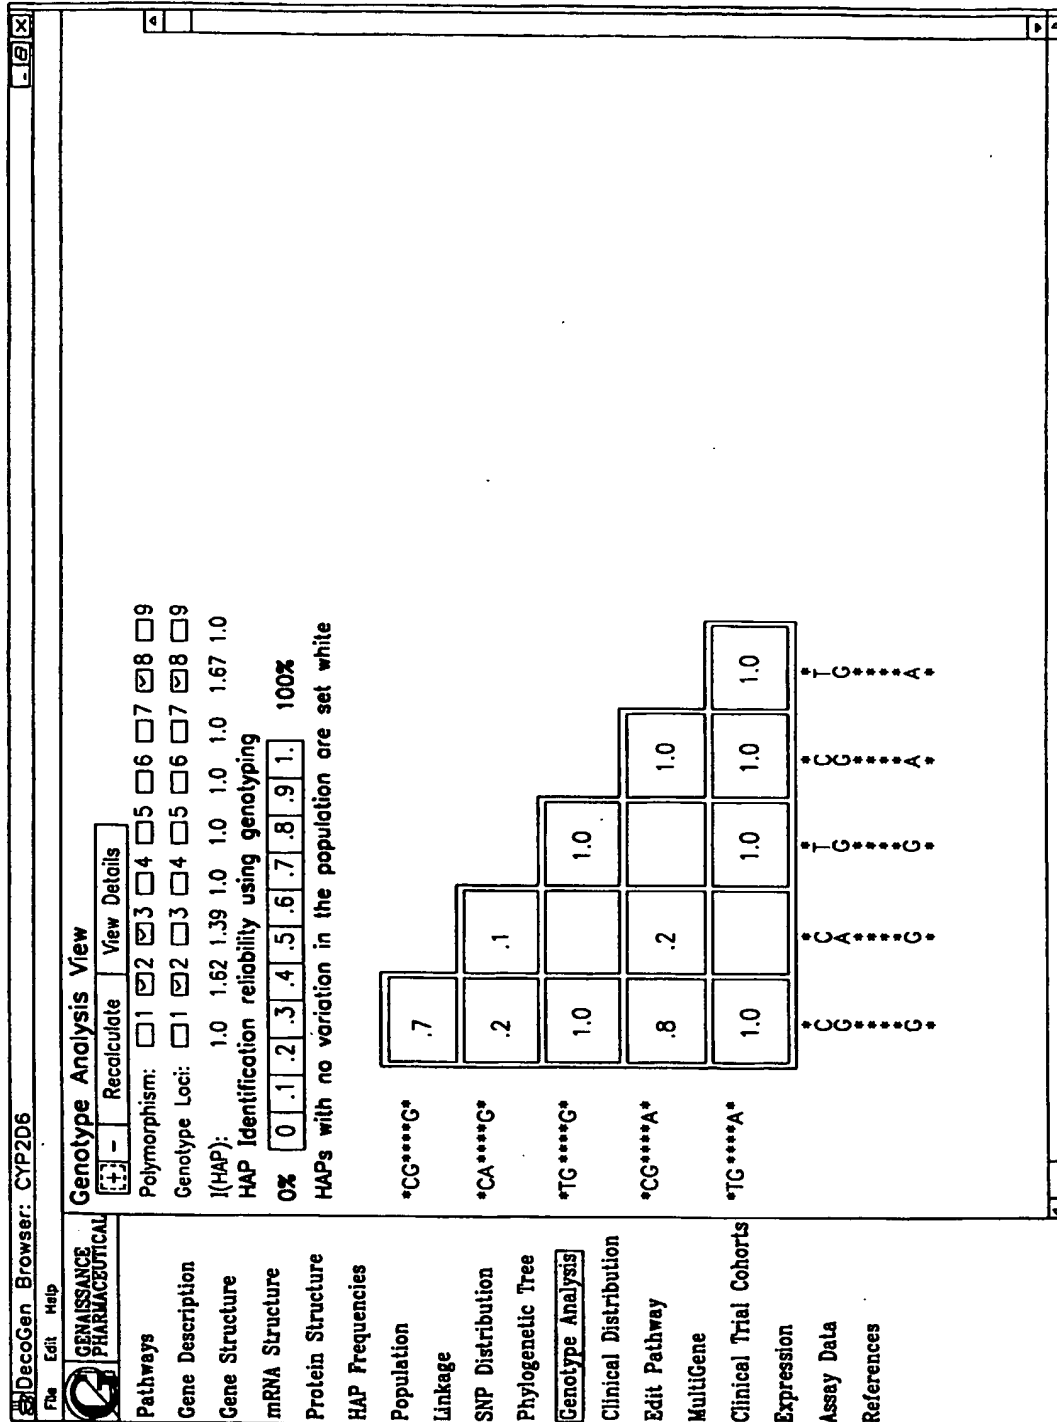 DecoGen Browser: CYP2D6
File Edit Help
GENAISSANCE
PHARMACEUTICAL
Pathways
Gene Description
Gene Structure
mRNA Structure
Protein Structure
HAP Frequencies
Population
Linkage
SNP Distribution
Phylogenetic Tree
Genotype Analysis
Clinical Distribution
Edit Pathway
MultiGene
Clinical Trial Cohorts
Expression
Assay Data
References
Genotype Analysis View
+ - Recalculate View Details
Polymorphism: 1 2 3 4 5 6 7 8 9
Genotype Loci: 1 2 3 4 5 6 7 8 9
I(HAP): 1.0 1.62 1.39 1.0 1.0 1.0 1.0 1.67 1.0
HAP Identification reliability using genotyping
0% 0 .1 .2 .3 .4 .5 .6 .7 .8 .9 1. 100%
HAPs with no variation in the population are set white
*CG****G* .7
*CA****G* .2 .1
*TG****G* 1.0 1.0
*CG****A* .8 .2 1.0
*TG****A* 1.0 1.0 1.0 1.0
*CG****G* *CA****G* *TG****G* *CG****A* *TG****A*